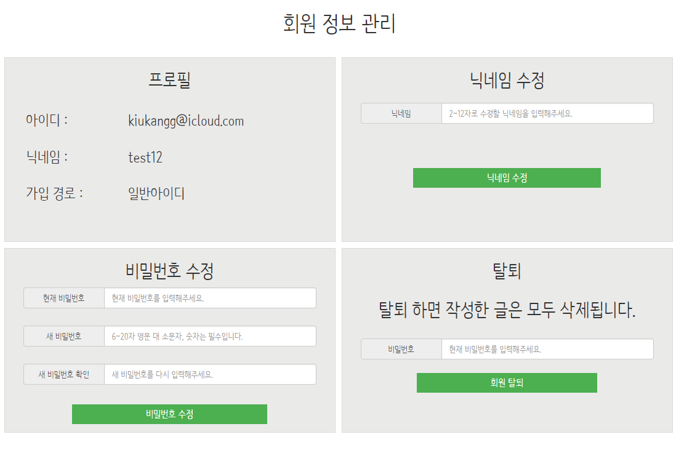 회원 정보 관리
프로필
아이디 : kiukangg@icloud.com
닉네임 : test12
가입 경로 : 일반아이디
닉네임 수정
닉네임 2~12자로 수정할 닉네임을 입력해주세요.
닉네임 수정
비밀번호 수정
현재 비밀번호 현재 비밀번호를 입력해주세요.
새 비밀번호 6~20자 영문 대 소문자, 숫자는 필수입니다.
새 비밀번호 확인 새 비밀번호를 다시 입력해주세요.
비밀번호 수정
탈퇴
탈퇴 하면 작성한 글은 모두 삭제됩니다.
비밀번호 현재 비밀번호를 입력해주세요.
회원 탈퇴